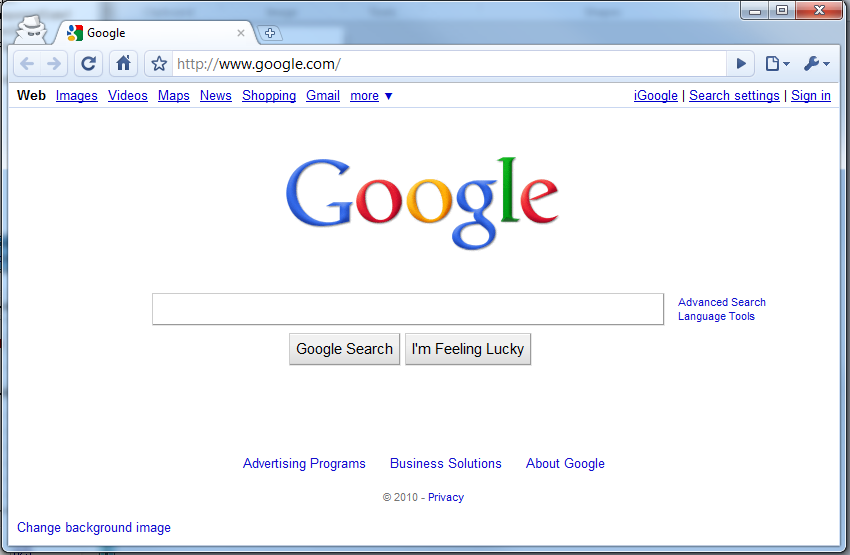 Google
http://www.google.com/
Web Images Videos Maps News Shopping Gmail more ▼ iGoogle | Search settings | Sign in
Google
Advanced Search
Language Tools
Google Search I'm Feeling Lucky
Advertising Programs Business Solutions About Google
© 2010 - Privacy
Change background image